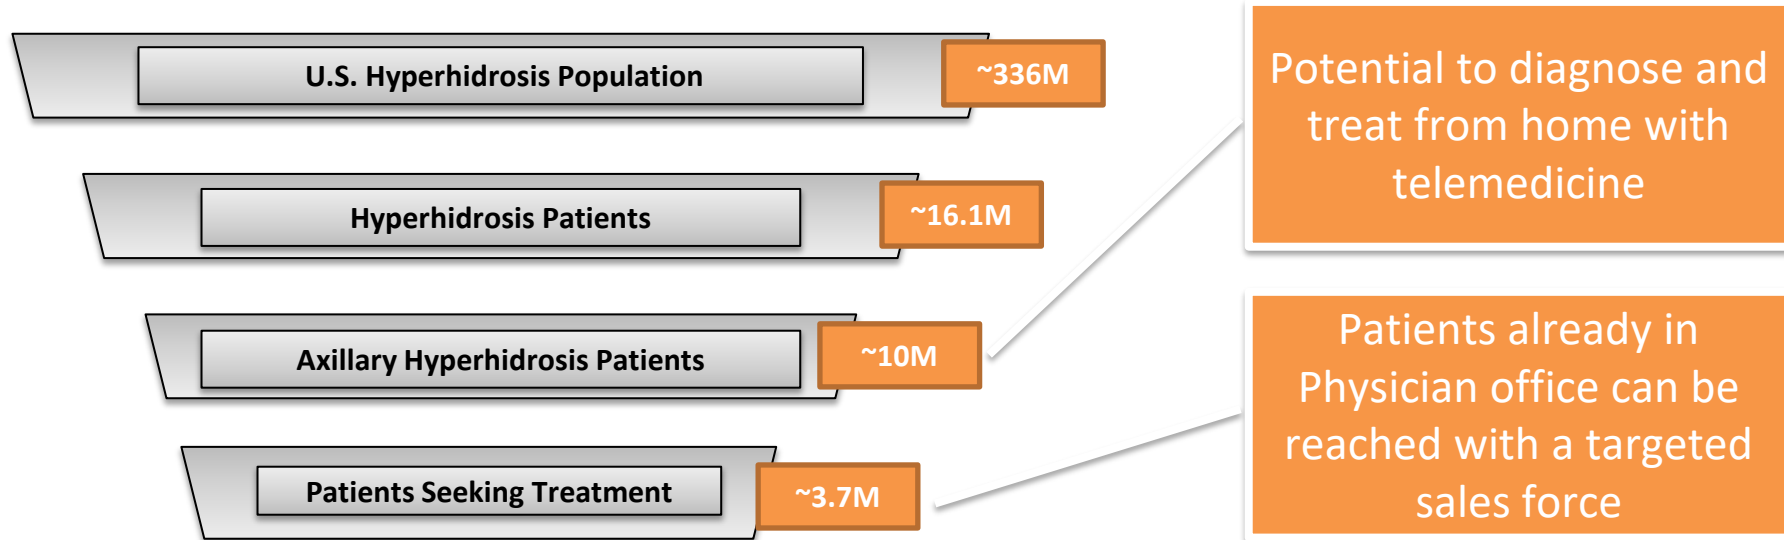 U.S. Hyperhidrosis Population
~336M
Hyperhidrosis Patients
~16.1M
Axillary Hyperhidrosis Patients
~10M
Patients Seeking Treatment
~3.7M
Potential to diagnose and
treat from home with
telemedicine
Patients already in
Physician office can be
reached with a targeted
sales force